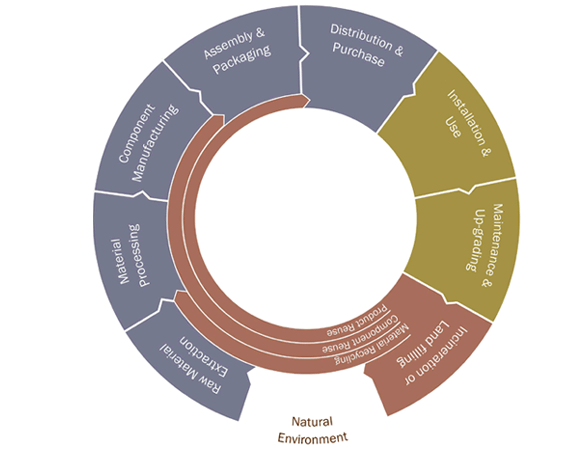 Assembly &
Packaging
Distribution &
Purchase
Installation &
Use
Maintenance &
Up-grading
Incineration or
Land filling
Product Reuse
Component Reuse
Material Recycling
Component
Manufacturing
Material
Processing
Raw Material
Extraction
Natural
Environment